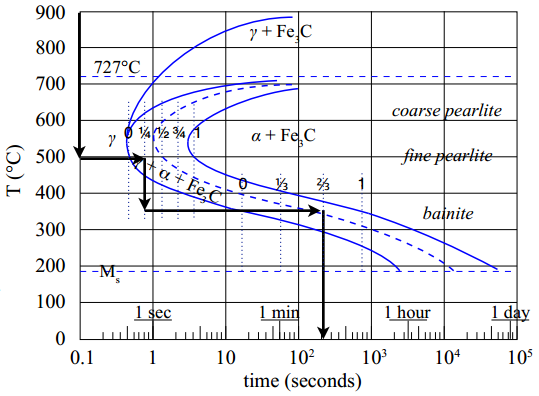 900
γ + Fe₃C
800
727°C
700
coarse pearlite
600
γ 0 ¼ ½ ¾ 1
α + Fe₃C
T (°C)
500
fine pearlite
γ + α + Fe₃C
400
0 ⅓ ⅔ 1
bainite
300
200
Mₛ
100
1 sec 1 min 1 hour 1 day
0
0.1 1 10 10² 10³ 10⁴ 10⁵
time (seconds)